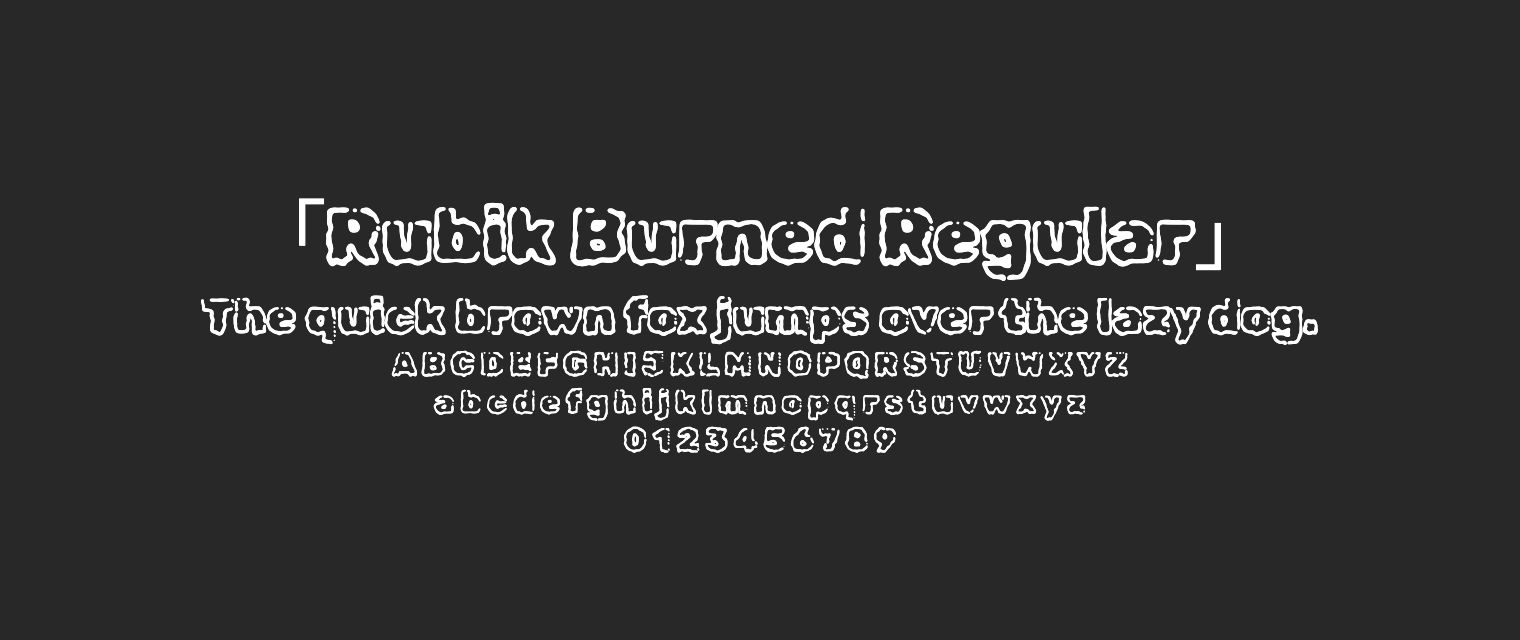 「Rubik Burned Regular」
The quick brown fox jumps over the lazy dog.
ABCDEFGHIJKLMNOPQRSTUVWXYZ
abcdefghijklmnopqrstuvwxyz
0123456789